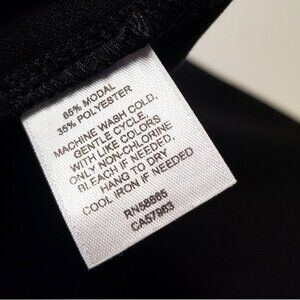 65% MODAL
35% POLYESTER
MACHINE WASH COLD.
GENTLE CYCLE.
WITH LIKE COLORS
ONLY NON-CHLORINE
BLEACH IF NEEDED.
HANG TO DRY.
COOL IRON IF NEEDED
RN58865
CA57963